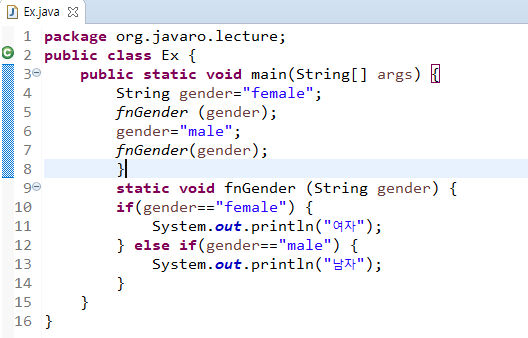 Ex.java
1 package org.javaro.lecture;
2 public class Ex {
3 public static void main(String[] args) {
4 String gender="female";
5 fnGender (gender);
6 gender="male";
7 fnGender(gender);
8 }
9 static void fnGender (String gender) {
10 if(gender=="female") {
11 System.out.println("여자");
12 } else if(gender=="male") {
13 System.out.println("남자");
14 }
15 }
16 }